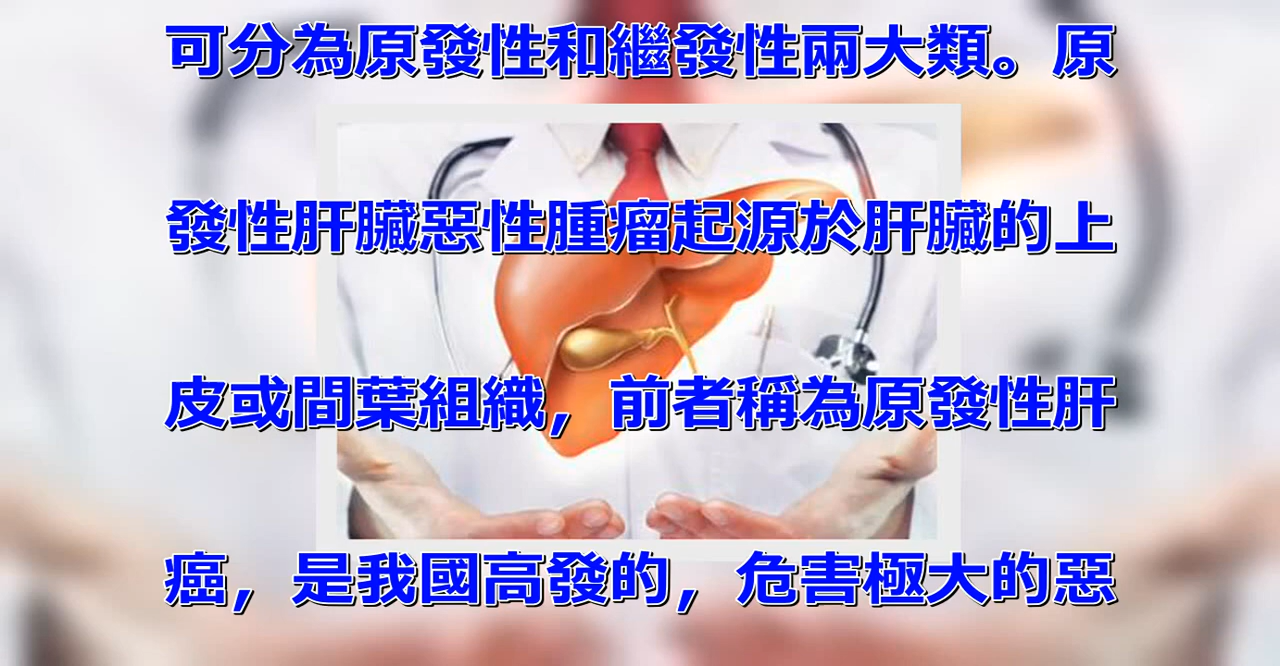 可分為原發性和繼發性兩大類。原
發性肝臟惡性腫瘤起源於肝臟的上
皮或間葉組織，前者稱為原發性肝
癌，是我國高發的，危害極大的惡